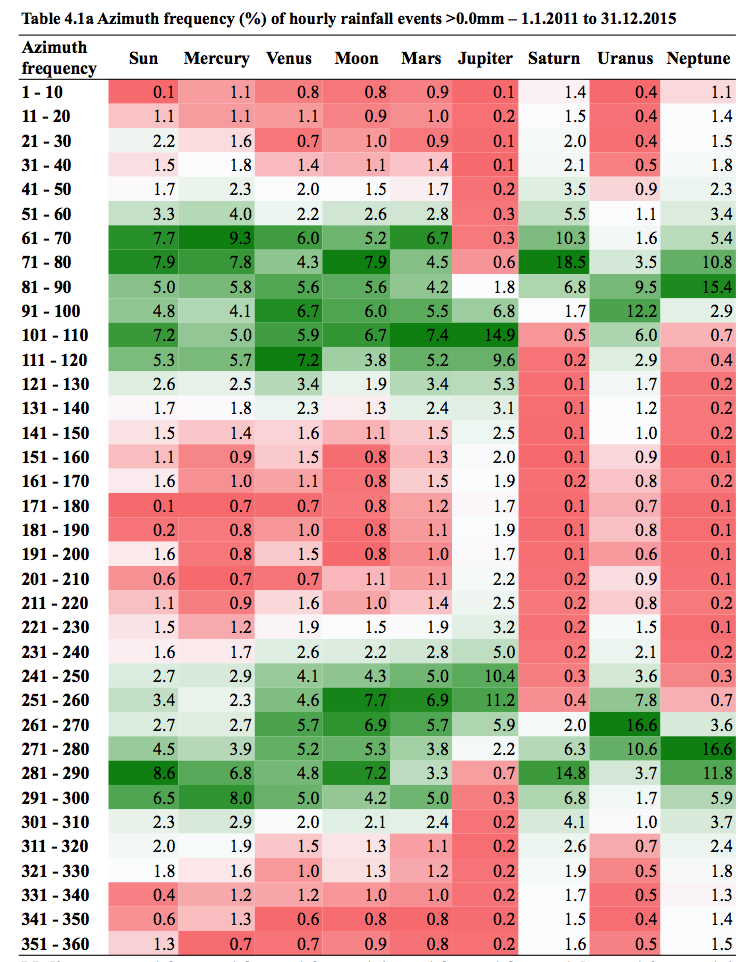 Table 4.1a Azimuth frequency (%) of hourly rainfall events >0.0mm – 1.1.2011 to 31.12.2015
Azimuth frequency Sun Mercury Venus Moon Mars Jupiter Saturn Uranus Neptune
1 - 10 0.1 1.1 0.8 0.8 0.9 0.1 1.4 0.4 1.1
11 - 20 1.1 1.1 1.1 0.9 1.0 0.2 1.5 0.4 1.4
21 - 30 2.2 1.6 0.7 1.0 0.9 0.1 2.0 0.4 1.5
31 - 40 1.5 1.8 1.4 1.1 1.4 0.1 2.1 0.5 1.8
41 - 50 1.7 2.3 2.0 1.5 1.7 0.2 3.5 0.9 2.3
51 - 60 3.3 4.0 2.2 2.6 2.8 0.3 5.5 1.1 3.4
61 - 70 7.7 9.3 6.0 5.2 6.7 0.3 10.3 1.6 5.4
71 - 80 7.9 7.8 4.3 7.9 4.5 0.6 18.5 3.5 10.8
81 - 90 5.0 5.8 5.6 5.6 4.2 1.8 6.8 9.5 15.4
91 - 100 4.8 4.1 6.7 6.0 5.5 6.8 1.7 12.2 2.9
101 - 110 7.2 5.0 5.9 6.7 7.4 14.9 0.5 6.0 0.7
111 - 120 5.3 5.7 7.2 3.8 5.2 9.6 0.2 2.9 0.4
121 - 130 2.6 2.5 3.4 1.9 3.4 5.3 0.1 1.7 0.2
131 - 140 1.7 1.8 2.3 1.3 2.4 3.1 0.1 1.2 0.2
141 - 150 1.5 1.4 1.6 1.1 1.5 2.5 0.1 1.0 0.2
151 - 160 1.1 0.9 1.5 0.8 1.3 2.0 0.1 0.9 0.1
161 - 170 1.6 1.0 1.1 0.8 1.5 1.9 0.2 0.8 0.2
171 - 180 0.1 0.7 0.7 0.8 1.2 1.7 0.1 0.7 0.1
181 - 190 0.2 0.8 1.0 0.8 1.1 1.9 0.1 0.8 0.1
191 - 200 1.6 0.8 1.5 0.8 1.0 1.7 0.1 0.6 0.1
201 - 210 0.6 0.7 0.7 1.1 1.1 2.2 0.2 0.9 0.1
211 - 220 1.1 0.9 1.6 1.0 1.4 2.5 0.2 0.8 0.2
221 - 230 1.5 1.2 1.9 1.5 1.9 3.2 0.2 1.5 0.1
231 - 240 1.6 1.7 2.6 2.2 2.8 5.0 0.2 2.1 0.2
241 - 250 2.7 2.9 4.1 4.3 5.0 10.4 0.3 3.6 0.3
251 - 260 3.4 2.3 4.6 7.7 6.9 11.2 0.4 7.8 0.7
261 - 270 2.7 2.7 5.7 6.9 5.7 5.9 2.0 16.6 3.6
271 - 280 4.5 3.9 5.2 5.3 3.8 2.2 6.3 10.6 16.6
281 - 290 8.6 6.8 4.8 7.2 3.3 0.7 14.8 3.7 11.8
291 - 300 6.5 8.0 5.0 4.2 5.0 0.3 6.8 1.7 5.9
301 - 310 2.3 2.9 2.0 2.1 2.4 0.2 4.1 1.0 3.7
311 - 320 2.0 1.9 1.5 1.3 1.1 0.2 2.6 0.7 2.4
321 - 330 1.8 1.6 1.0 1.3 1.2 0.2 1.9 0.5 1.8
331 - 340 0.4 1.2 1.2 1.0 1.0 0.2 1.7 0.5 1.3
341 - 350 0.6 1.3 0.6 0.8 0.8 0.2 1.5 0.4 1.4
351 - 360 1.3 0.7 0.7 0.9 0.8 0.2 1.6 0.5 1.5